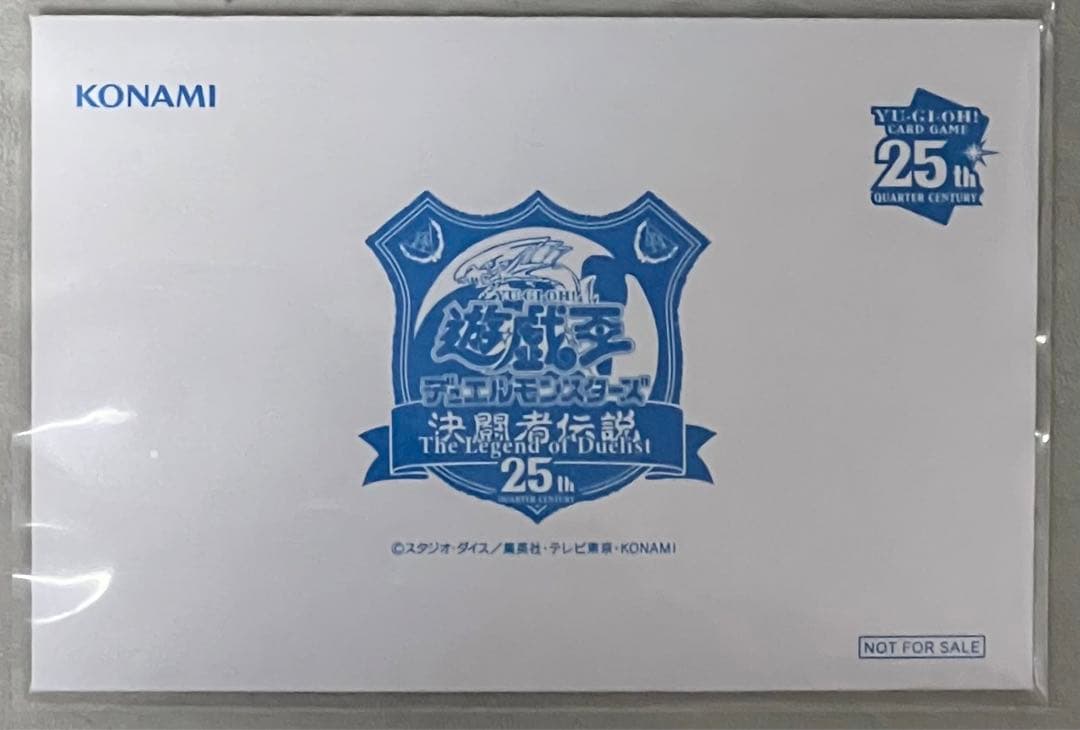 KONAMI
YU-GI-OH!
CARD GAME
25th
QUARTER CENTURY
YU-GI-OH!
遊戯王
デュエルモンスターズ
決闘者伝説
The Legend of Duelist
25th
QUARTER CENTURY
©スタジオ・ダイス/集英社・テレビ東京・KONAMI
NOT FOR SALE